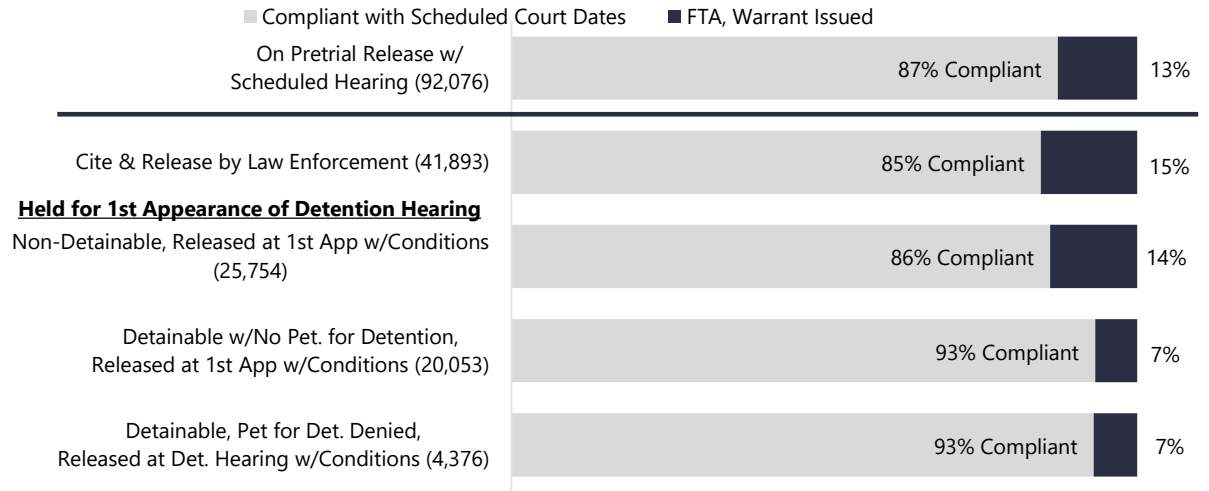 Compliant with Scheduled Court Dates FTA, Warrant Issued
On Pretrial Release w/
Scheduled Hearing (92,076)
87% Compliant 13%
Cite & Release by Law Enforcement (41,893)
85% Compliant 15%
Held for 1st Appearance of Detention Hearing
Non-Detainable, Released at 1st App w/Conditions
(25,754)
86% Compliant 14%
Detainable w/No Pet. for Detention,
Released at 1st App w/Conditions (20,053)
93% Compliant 7%
Detainable, Pet for Det. Denied,
Released at Det. Hearing w/Conditions (4,376)
93% Compliant 7%